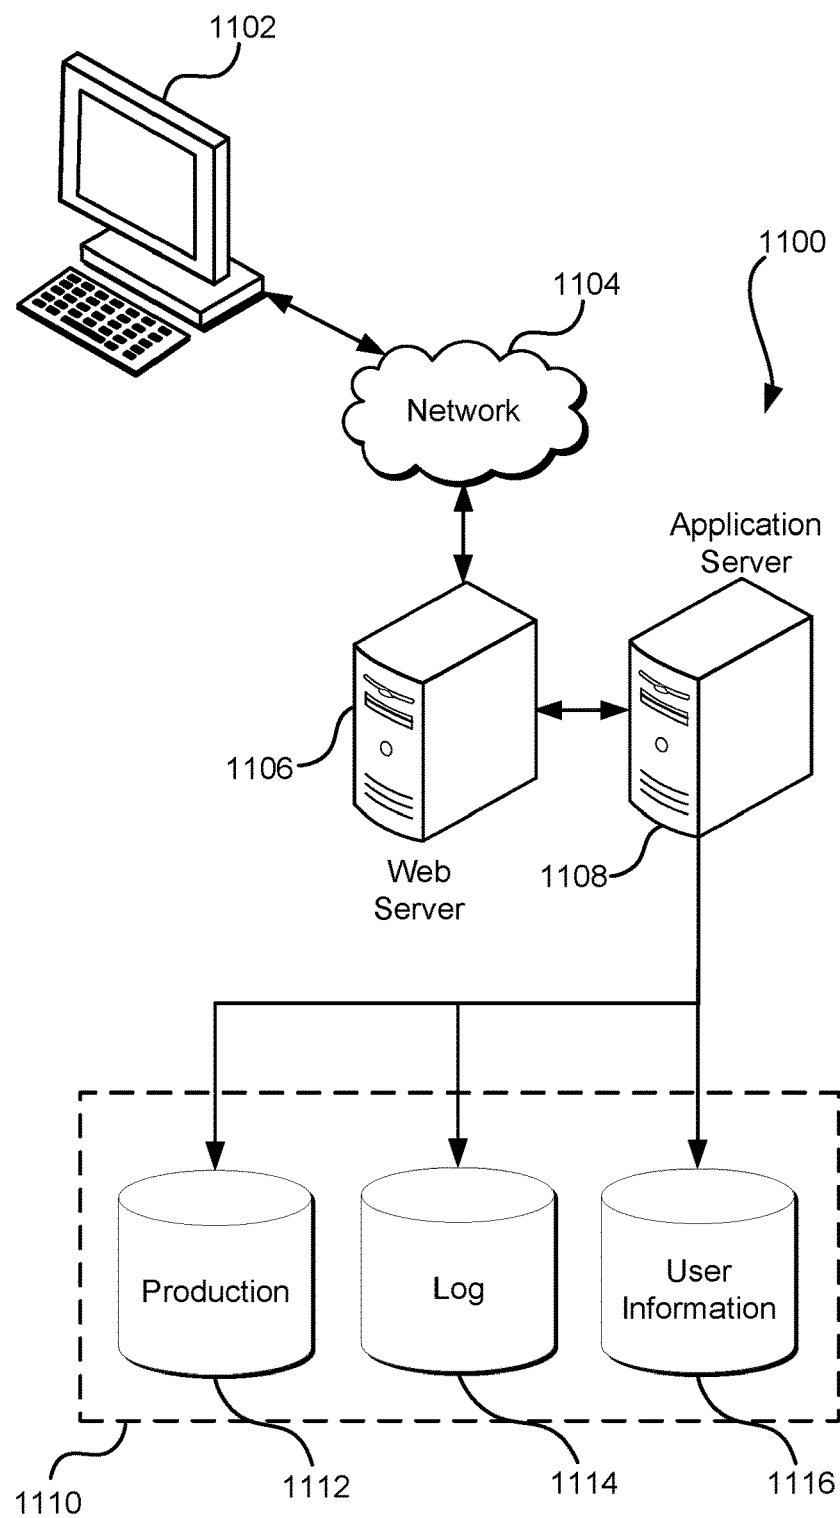 1102
1100
1104
Network
Application
Server
1106
Web
Server
1108
Production
Log
User
Information
1110
1112
1114
1116